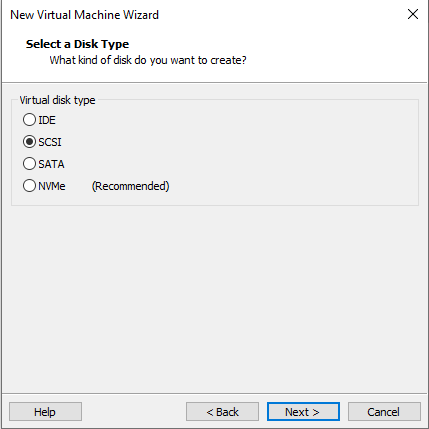 New Virtual Machine Wizard
Select a Disk Type
What kind of disk do you want to create?
Virtual disk type
IDE
SCSI
SATA
NVMe (Recommended)
Help < Back Next > Cancel